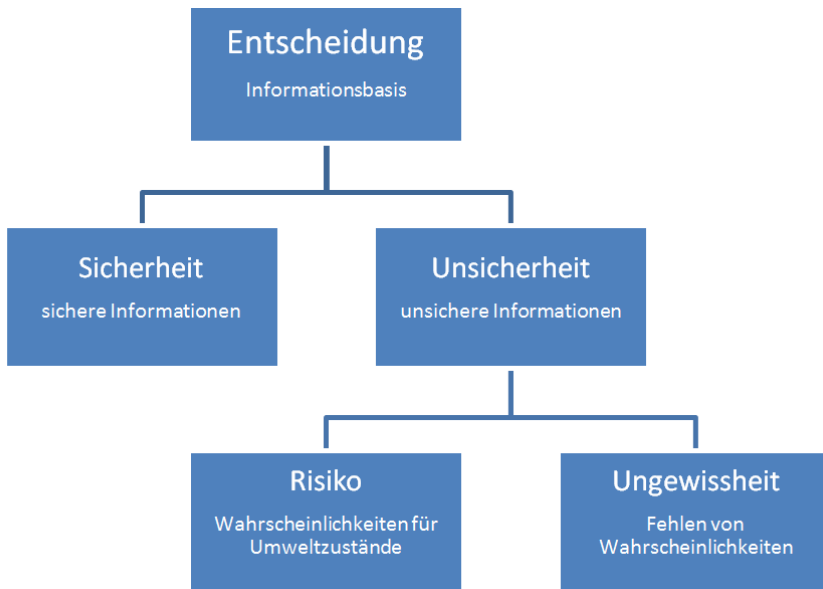 Entscheidung
Informationsbasis
Sicherheit
sichere Informationen
Unsicherheit
unsichere Informationen
Risiko
Wahrscheinlichkeiten für
Umweltzustände
Ungewissheit
Fehlen von
Wahrscheinlichkeiten